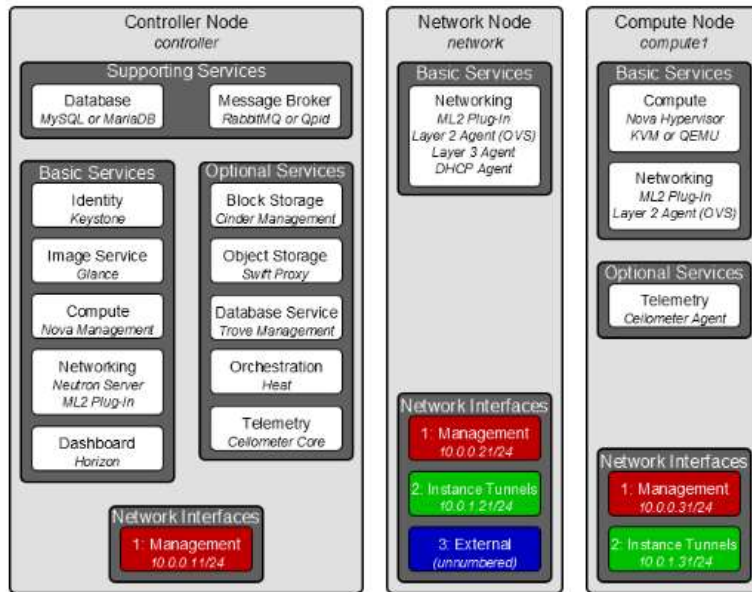 Controller Node
controller
Supporting Services
Database
MySQL or MariaDB
Message Broker
RabbitMQ or Qpid
Basic Services
Identity
Keystone
Image Service
Glance
Compute
Nova Management
Networking
Neutron Server
ML2 Plug-In
Dashboard
Horizon
Optional Services
Block Storage
Cinder Management
Object Storage
Swift Proxy
Database Service
Trove Management
Orchestration
Heat
Telemetry
Ceilometer Core
Network Interfaces
1: Management
10.0.0.11/24
Network Node
network
Basic Services
Networking
ML2 Plug-In
Layer 2 Agent (OVS)
Layer 3 Agent
DHCP Agent
Network Interfaces
1: Management
10.0.0.21/24
2: Instance Tunnels
10.0.1.21/24
3: External
(unnumbered)
Compute Node
compute1
Basic Services
Compute
Nova Hypervisor
KVM or QEMU
Networking
ML2 Plug-In
Layer 2 Agent (OVS)
Optional Services
Telemetry
Ceilometer Agent
Network Interfaces
1: Management
10.0.0.31/24
2: Instance Tunnels
10.0.1.31/24